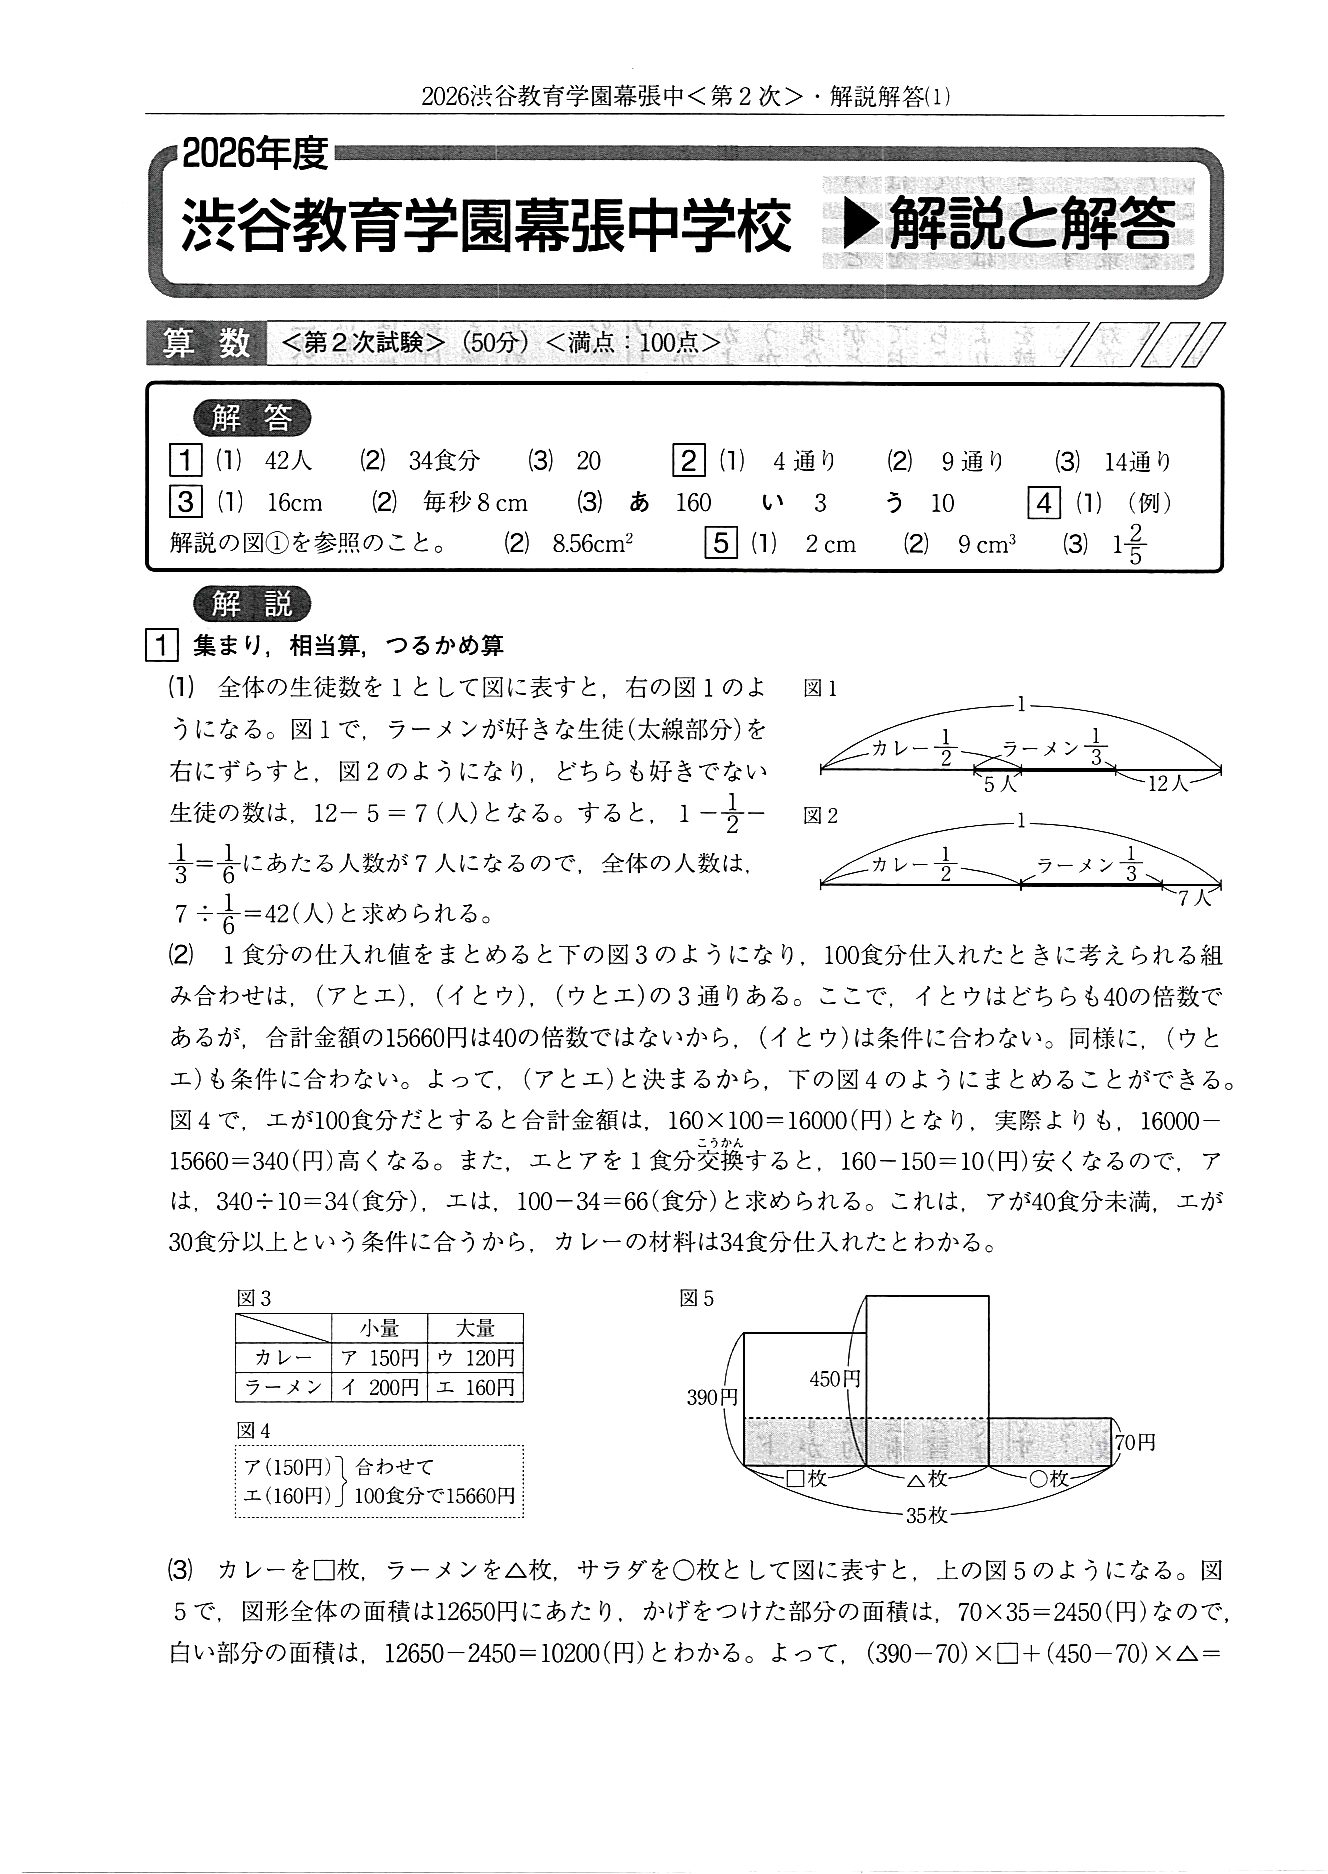 2026渋谷教育学園幕張中<第2次>・解説解答(1)
2026年度
渋谷教育学園幕張中学校 ▶解説と解答
算数 <第2次試験>(50分)<満点:100点>
解答
1 (1) 42人 (2) 34食分 (3) 20 2 (1) 4通り (2) 9通り (3) 14通り
3 (1) 16cm (2) 毎秒8cm (3) あ 160 い 3 う 10 4 (1) (例)
解説の図①を参照のこと。 (2) 8.56cm² 5 (1) 2cm (2) 9cm³ (3) 1 2/5
解説
1 集まり,相当算,つるかめ算
(1) 全体の生徒数を1として図に表すと,右の図1のよ
うになる。図1で,ラーメンが好きな生徒(太線部分)を
右にずらすと,図2のようになり,どちらも好きでない
生徒の数は,12-5=7(人)となる。すると,1-1/2-
1/3=1/6にあたる人数が7人になるので,全体の人数は,
7÷1/6=42(人)と求められる。
図1
1
カレー1/2 ラーメン1/3
5人 12人
図2
1
カレー1/2 ラーメン1/3
7人
(2) 1食分の仕入れ値をまとめると下の図3のようになり,100食分仕入れたときに考えられる組
み合わせは,(アとエ),(イとウ),(ウとエ)の3通りある。ここで,イとウはどちらも40の倍数で
あるが,合計金額の15660円は40の倍数ではないから,(イとウ)は条件に合わない。同様に,(ウと
エ)も条件に合わない。よって,(アとエ)と決まるから,下の図4のようにまとめることができる。
図4で,エが100食分だとすると合計金額は,160×100=16000(円)となり,実際よりも,16000-
こうかん
15660=340(円)高くなる。また,エとアを1食分交換すると,160-150=10(円)安くなるので,ア
は,340÷10=34(食分),エは,100-34=66(食分)と求められる。これは,アが40食分未満,エが
30食分以上という条件に合うから,カレーの材料は34食分仕入れたとわかる。
図3
小量 大量
カレー ア 150円 ウ 120円
ラーメン イ 200円 エ 160円
図4
ア(150円) 合わせて
エ(160円) 100食分で15660円
図5
390円 450円 70円
□枚 △枚 ○枚
35枚
(3) カレーを□枚,ラーメンを△枚,サラダを○枚として図に表すと,上の図5のようになる。図
5で,図形全体の面積は12650円にあたり,かげをつけた部分の面積は,70×35=2450(円)なので,
白い部分の面積は,12650-2450=10200(円)とわかる。よって,(390-70)×□+(450-70)×△=